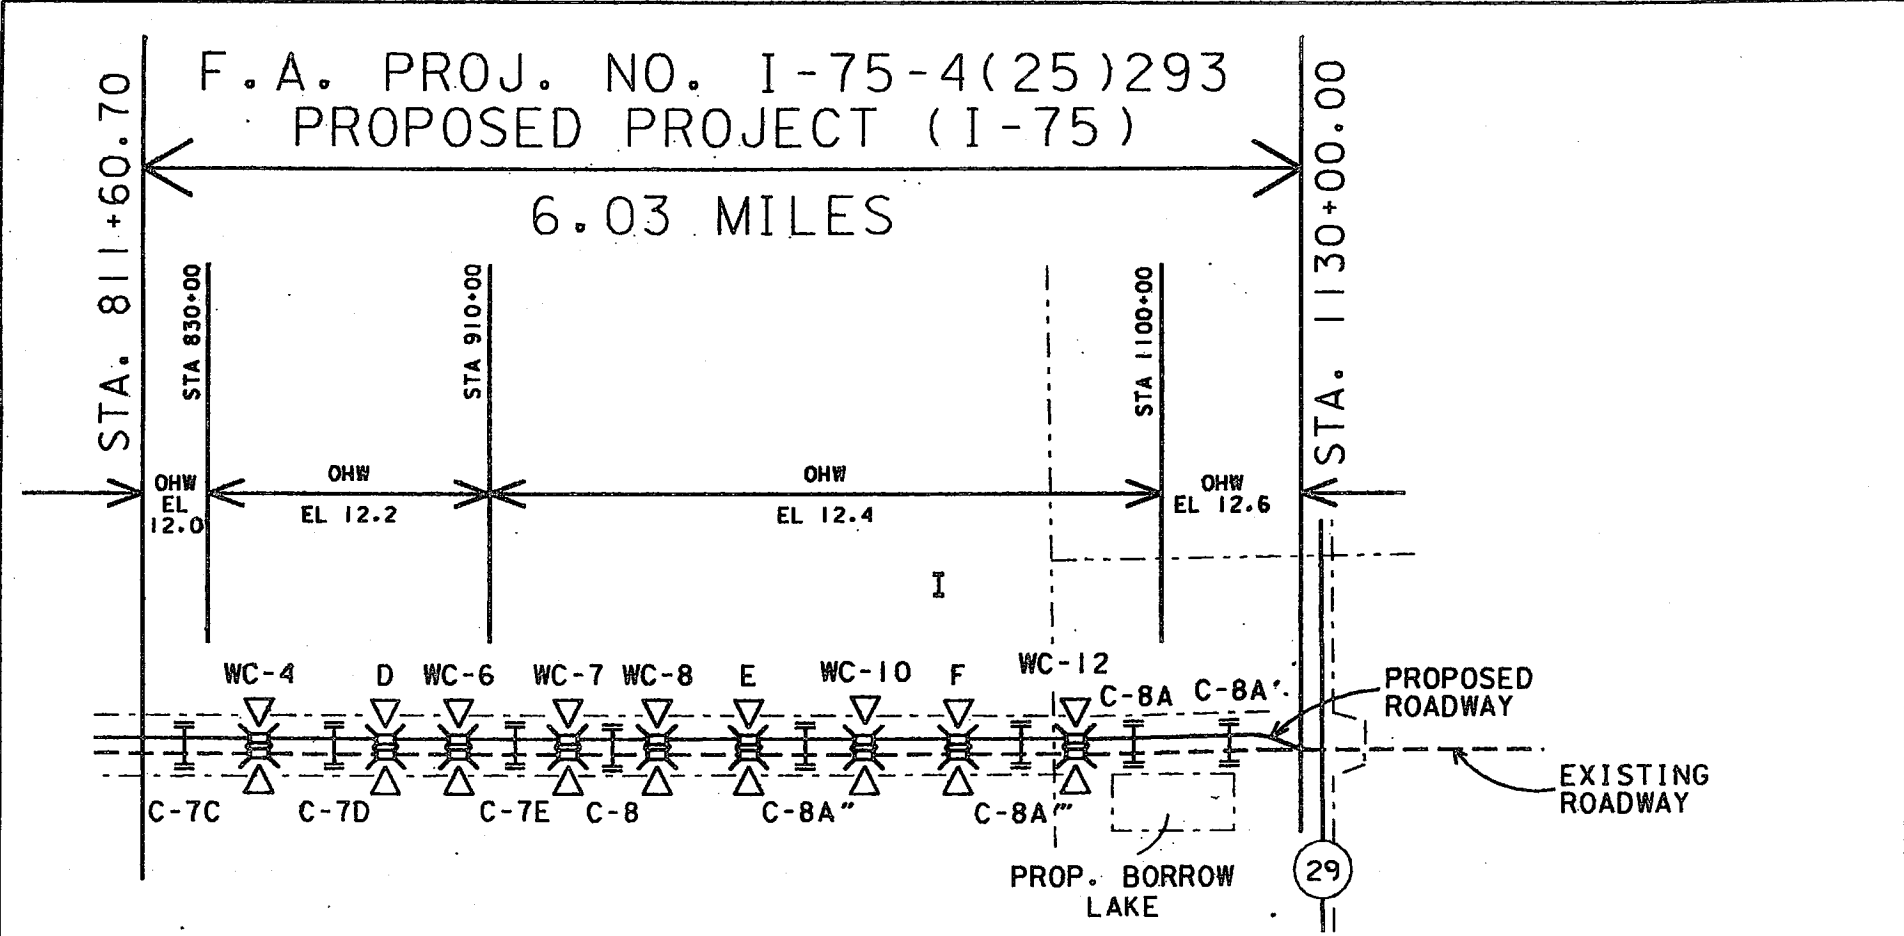 F.A. PROJ. NO. I-75-4(25)293
PROPOSED PROJECT (I-75)
6.03 MILES
STA. 811+60.70
STA 830+00
STA 910+00
STA 1100+00
STA. 1130+00.00
OHW
EL
12.0
OHW
EL 12.2
OHW
EL 12.4
OHW
EL 12.6
I
WC-4
D
WC-6
WC-7
WC-8
E
WC-10
F
WC-12
C-8A
C-8A'
PROPOSED
ROADWAY
C-7C
C-7D
C-7E
C-8
C-8A"
C-8A"'
EXISTING
ROADWAY
PROP. BORROW
LAKE
29